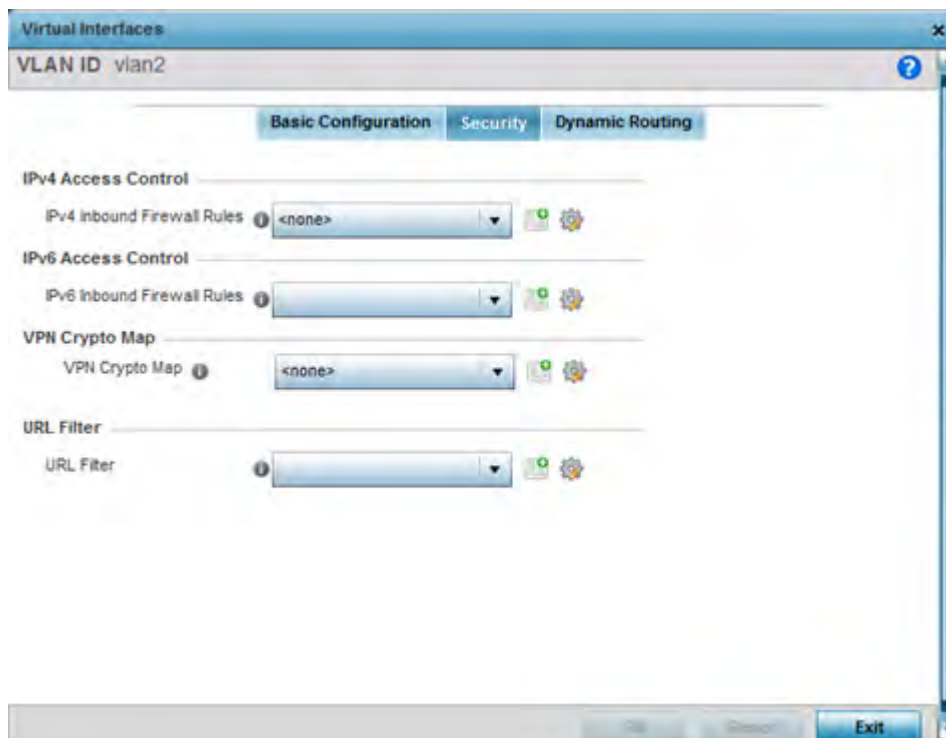 Virtual Interfaces
VLAN ID vlan2
Basic Configuration Security Dynamic Routing
IPv4 Access Control
IPv4 Inbound Firewall Rules <none>
IPv6 Access Control
IPv6 Inbound Firewall Rules
VPN Crypto Map
VPN Crypto Map <none>
URL Filter
URL Filter
Exit